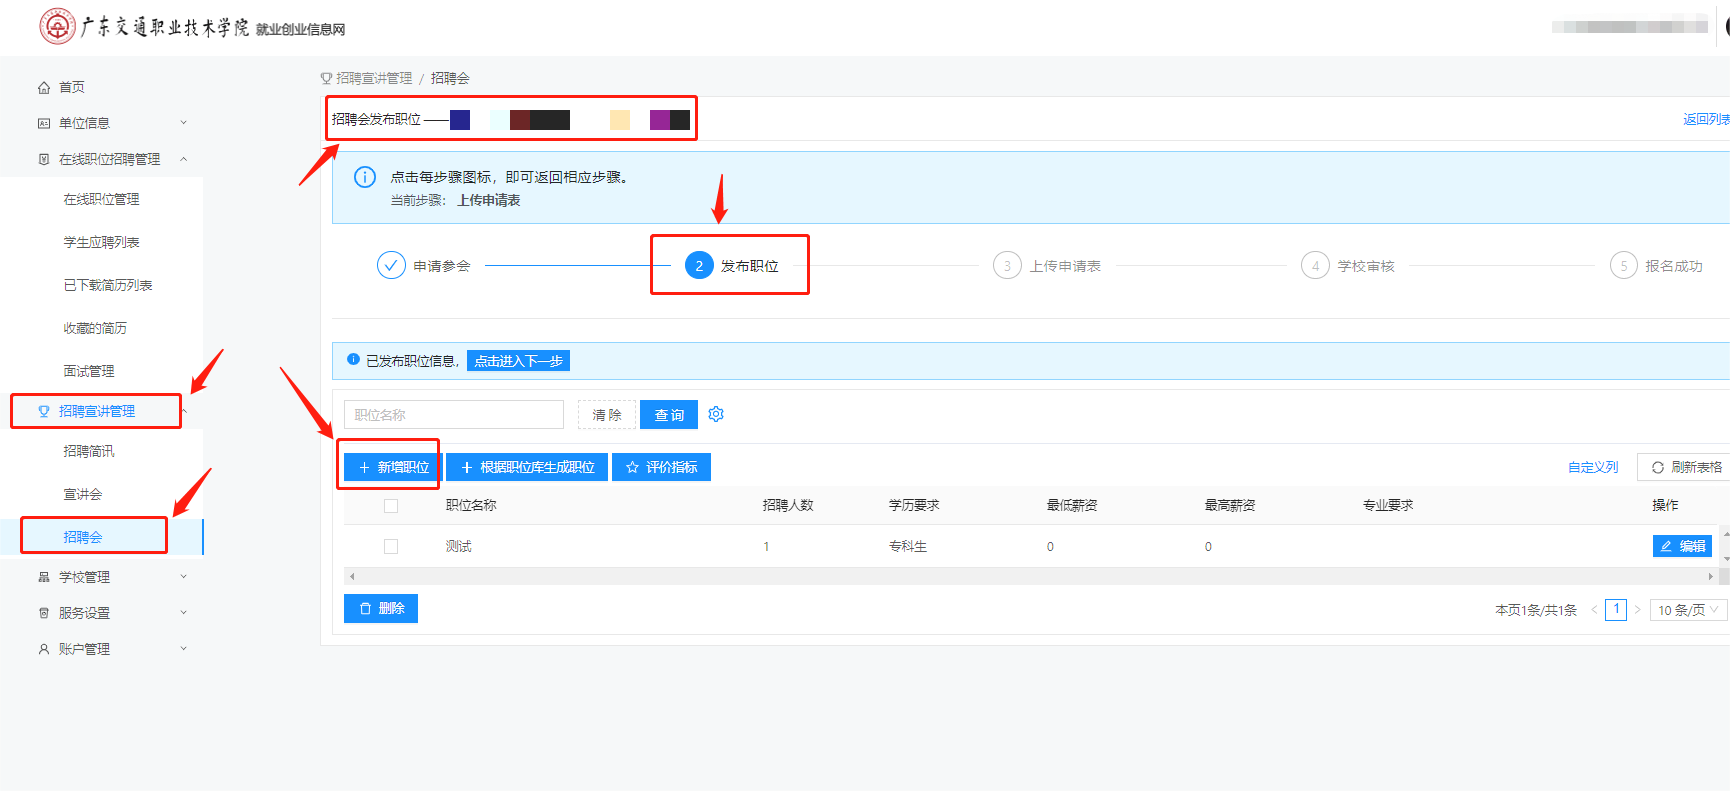 广东交通职业技术学院 就业创业信息网
首页
单位信息
在线职位招聘管理
在线职位管理
学生应聘列表
已下载简历列表
收藏的简历
面试管理
招聘宣讲管理
招聘简讯
宣讲会
招聘会
学校管理
服务设置
账户管理
招聘宣讲管理 / 招聘会
招聘会发布职位 ——
返回列表
点击每步骤图标，即可返回相应步骤。
当前步骤： 上传申请表
申请参会
2 发布职位
3 上传申请表
4 学校审核
5 报名成功
已发布职位信息， 点击进入下一步
职位名称 清 除 查 询
+ 新增职位 + 根据职位库生成职位 评价指标 自定义列 刷新表格
职位名称 招聘人数 学历要求 最低薪资 最高薪资 专业要求 操作
测试 1 专科生 0 0 编辑
删除 本页1条/共1条 < 1 > 10 条/页